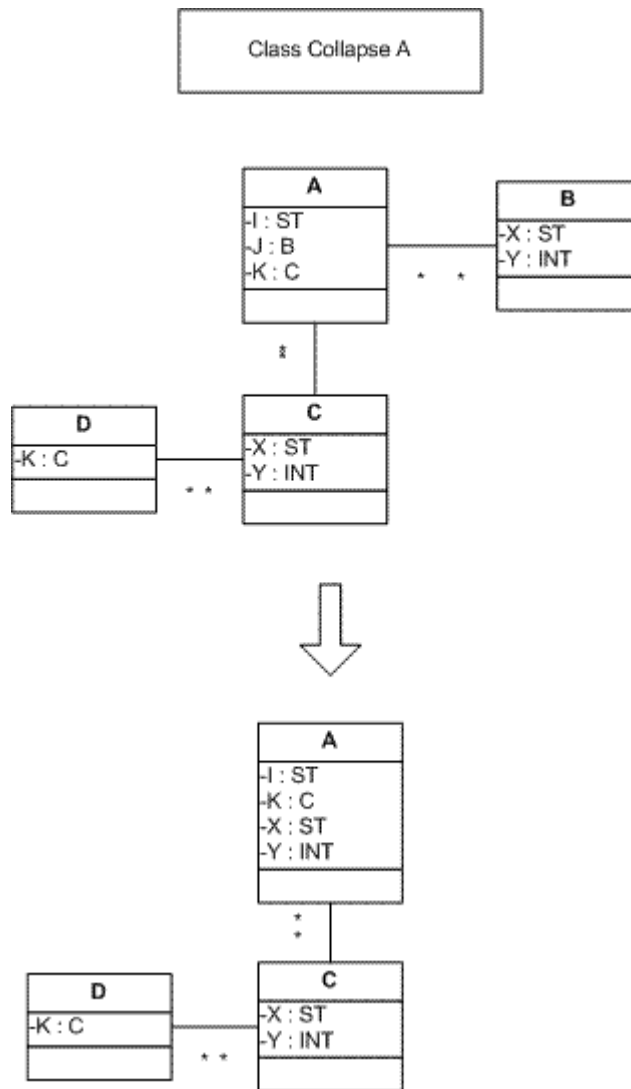 Class Collapse A
A
-I : ST
-J : B
-K : C
B
-X : ST
-Y : INT
* *
*
*
D
-K : C
C
-X : ST
-Y : INT
* *
A
-I : ST
-K : C
-X : ST
-Y : INT
*
*
D
-K : C
C
-X : ST
-Y : INT
* *